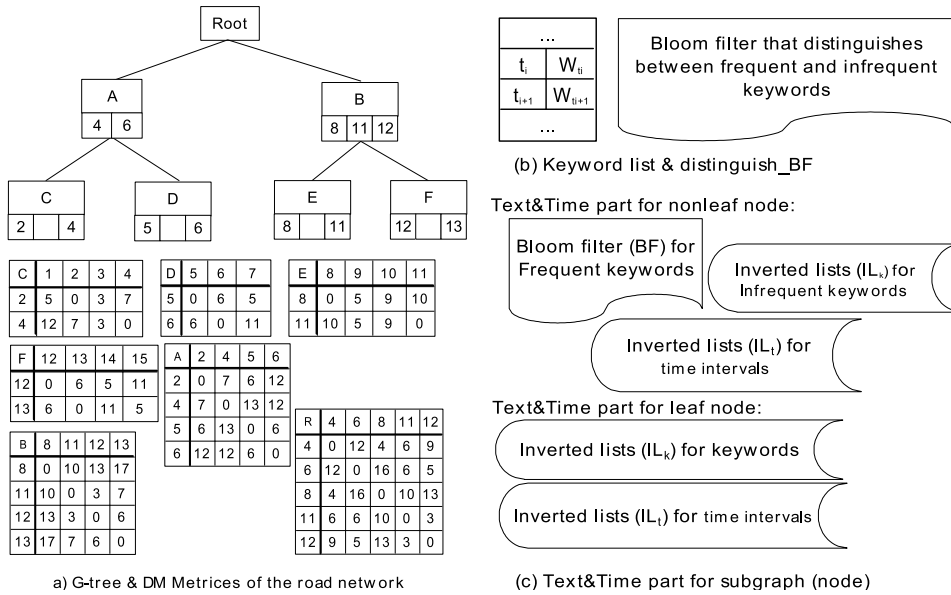 Root
A
4 6
B
8 11 12
C
2 4
D
5 6
E
8 11
F
12 13
C 1 2 3 4
2 5 0 3 7
4 12 7 3 0
D 5 6 7
5 0 6 5
6 6 0 11
E 8 9 10 11
8 0 5 9 10
11 10 5 9 0
F 12 13 14 15
12 0 6 5 11
13 6 0 11 5
A 2 4 5 6
2 0 7 6 12
4 7 0 13 12
5 6 13 0 6
6 12 12 6 0
B 8 11 12 13
8 0 10 13 17
11 10 0 3 7
12 13 3 0 6
13 17 7 6 0
R 4 6 8 11 12
4 0 12 4 6 9
6 12 0 16 6 5
8 4 16 0 10 13
11 6 6 10 0 3
12 9 5 13 3 0
a) G-tree & DM Metrices of the road network
...
ti Wti
ti+1 Wti+1
...
Bloom filter that distinguishes
between frequent and infrequent
keywords
(b) Keyword list & distinguish_BF
Text&Time part for nonleaf node:
Bloom filter (BF) for
Frequent keywords
Inverted lists (ILk) for
Infrequent keywords
Inverted lists (ILt) for
time intervals
Text&Time part for leaf node:
Inverted lists (ILk) for keywords
Inverted lists (ILt) for time intervals
(c) Text&Time part for subgraph (node)